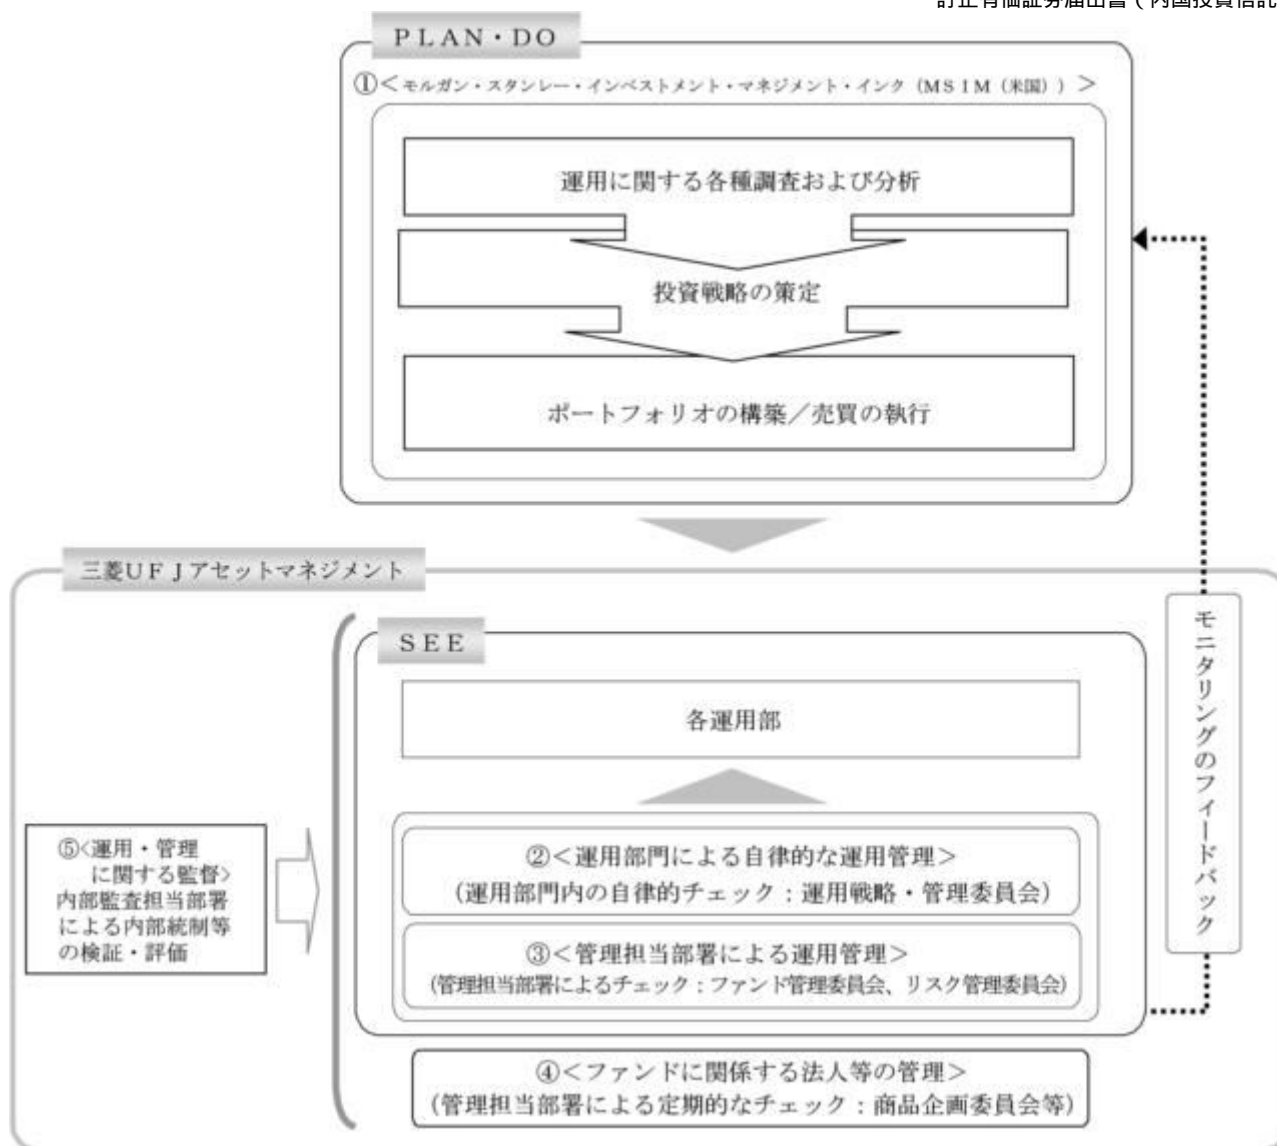 訂正有価証券届出書（内国投資信託
ＰＬＡＮ・ＤＯ
①＜モルガン・スタンレー・インベストメント・マネジメント・インク（ＭＳＩＭ（米国））＞
運用に関する各種調査および分析
投資戦略の策定
ポートフォリオの構築／売買の執行
三菱ＵＦＪアセットマネジメント
ＳＥＥ
各運用部
②＜運用部門による自律的な運用管理＞
（運用部門内の自律的チェック：運用戦略・管理委員会）
③＜管理担当部署による運用管理＞
（管理担当部署によるチェック：ファンド管理委員会、リスク管理委員会）
④＜ファンドに関係する法人等の管理＞
（管理担当部署による定期的なチェック：商品企画委員会等）
⑤＜運用・管理
に関する監督＞
内部監査担当部署
による内部統制等
の検証・評価
モニタリングのフィードバック